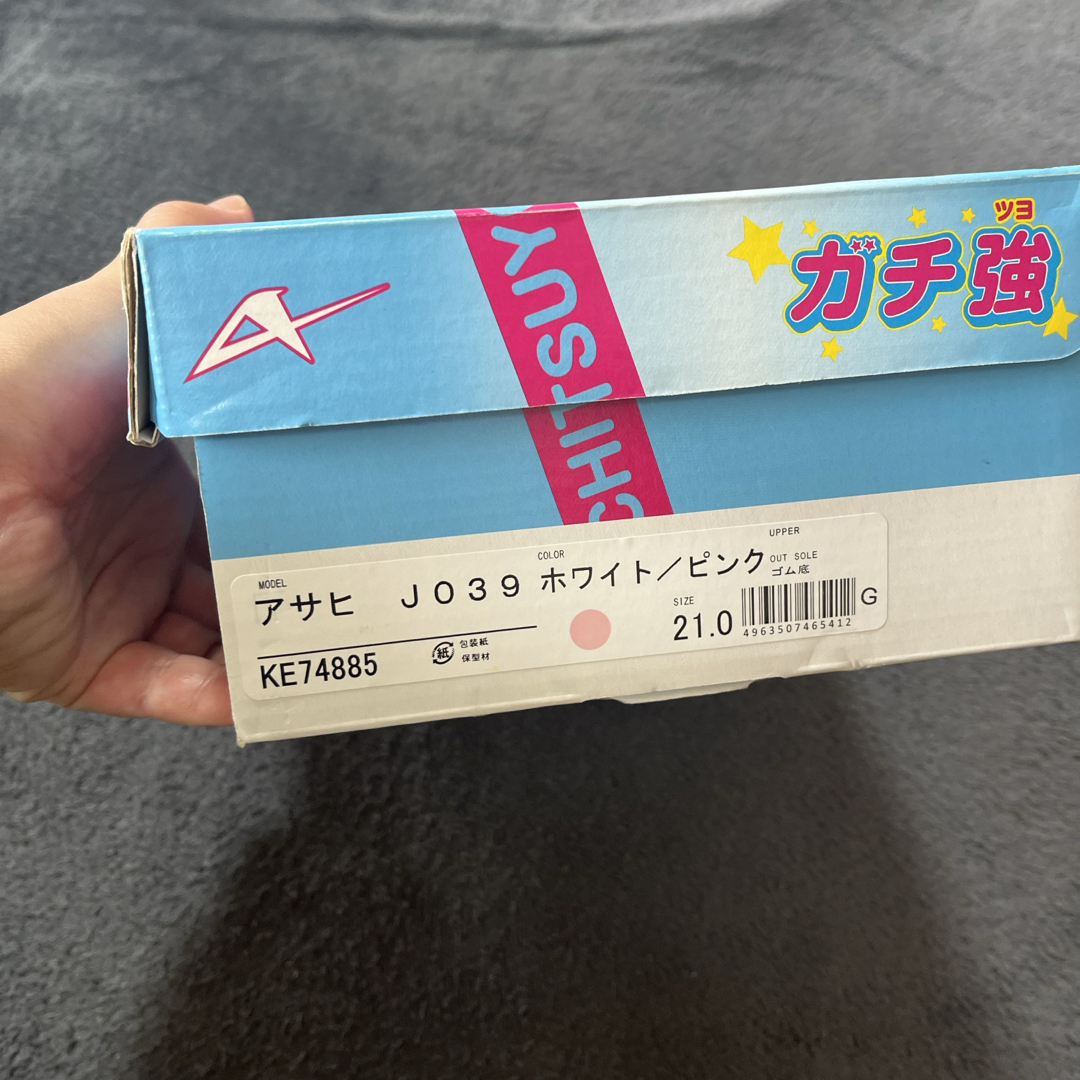 ツヨ
ガチ強
CHITSUY
MODEL
アサヒ J039
COLOR
ホワイト/ピンク
UPPER
OUT SOLE
ゴム底
SIZE
21.0
4963507465412
G
KE74885
紙
包装紙
保型材